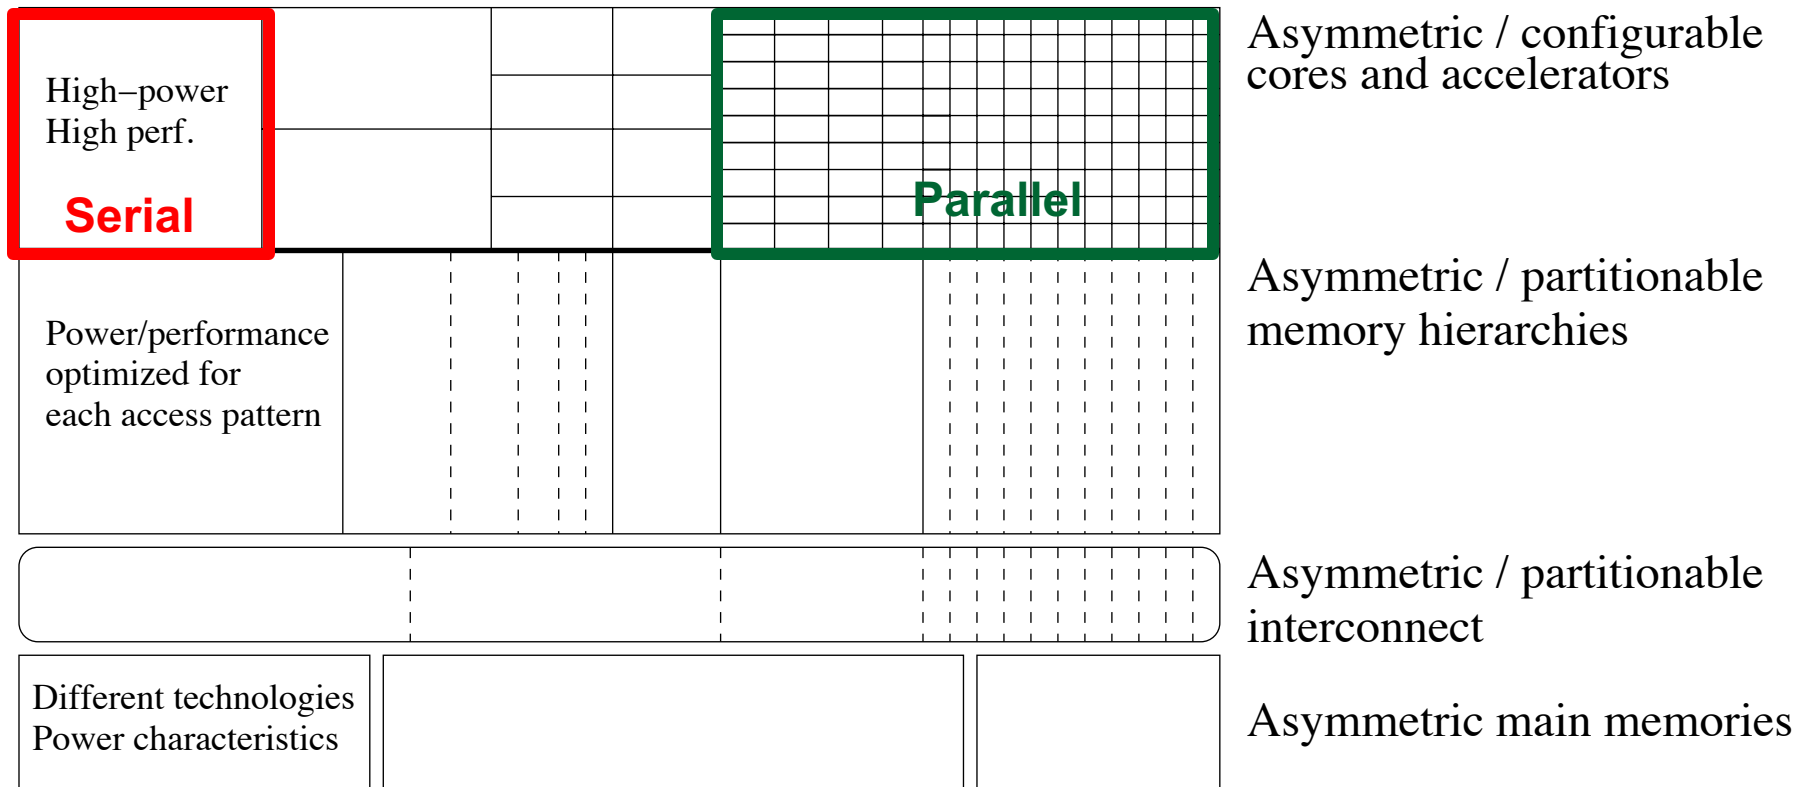 High–power
High perf.
Serial
Parallel
Asymmetric / configurable
cores and accelerators
Power/performance
optimized for
each access pattern
Asymmetric / partitionable
memory hierarchies
Asymmetric / partitionable
interconnect
Different technologies
Power characteristics
Asymmetric main memories